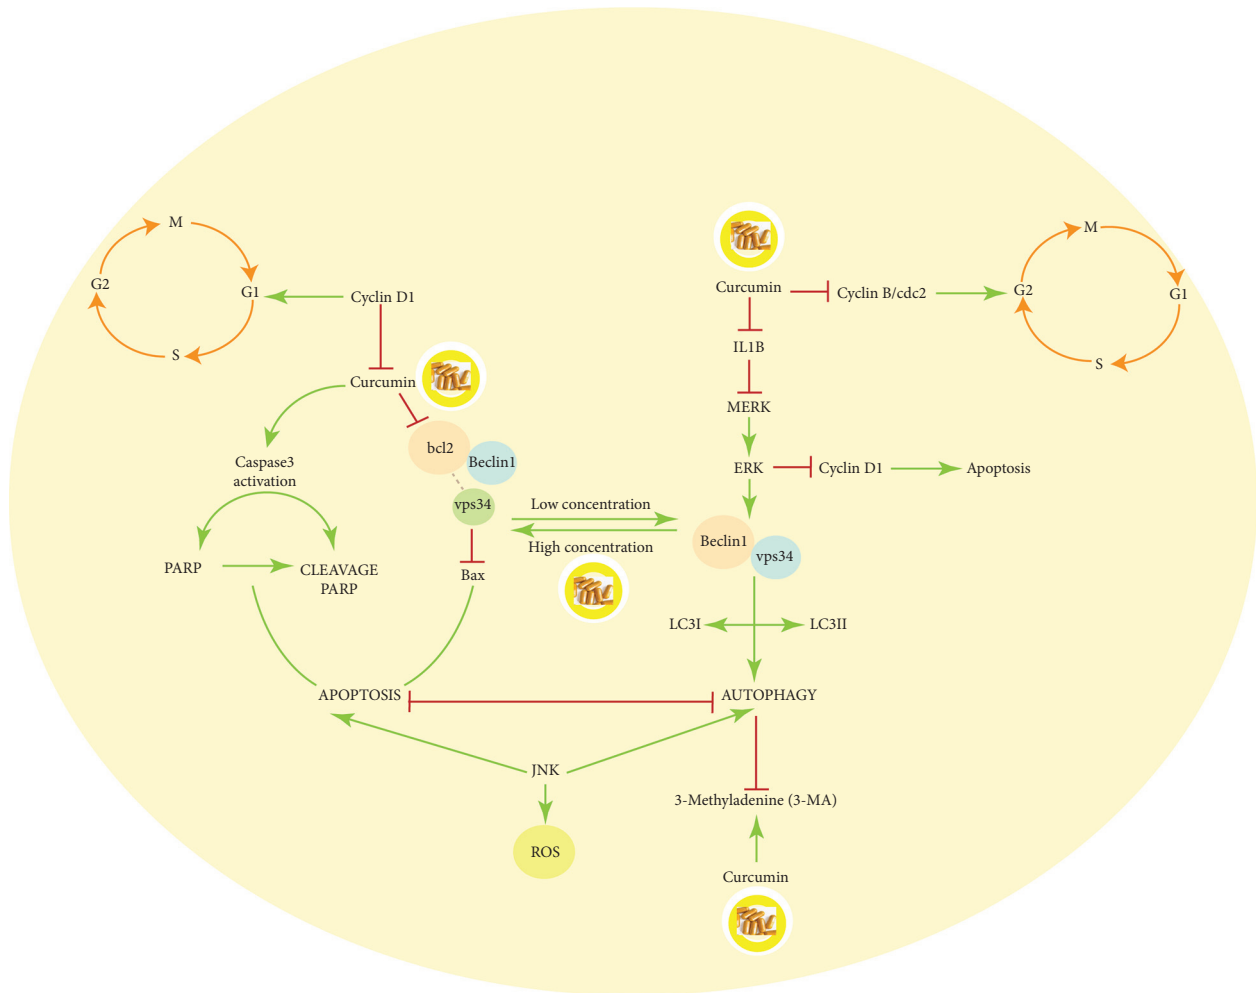 M
G2
G1
S
Cyclin D1
Curcumin
bcl2
Beclin1
vps34
Caspase3
activation
PARP
CLEAVAGE
PARP
Bax
Low concentration
High concentration
Curcumin
Cyclin B/cdc2
M
G2
G1
S
IL1B
MERK
ERK
Cyclin D1
Apoptosis
Beclin1
vps34
LC3I
LC3II
APOPTOSIS
AUTOPHAGY
JNK
ROS
3-Methyladenine (3-MA)
Curcumin